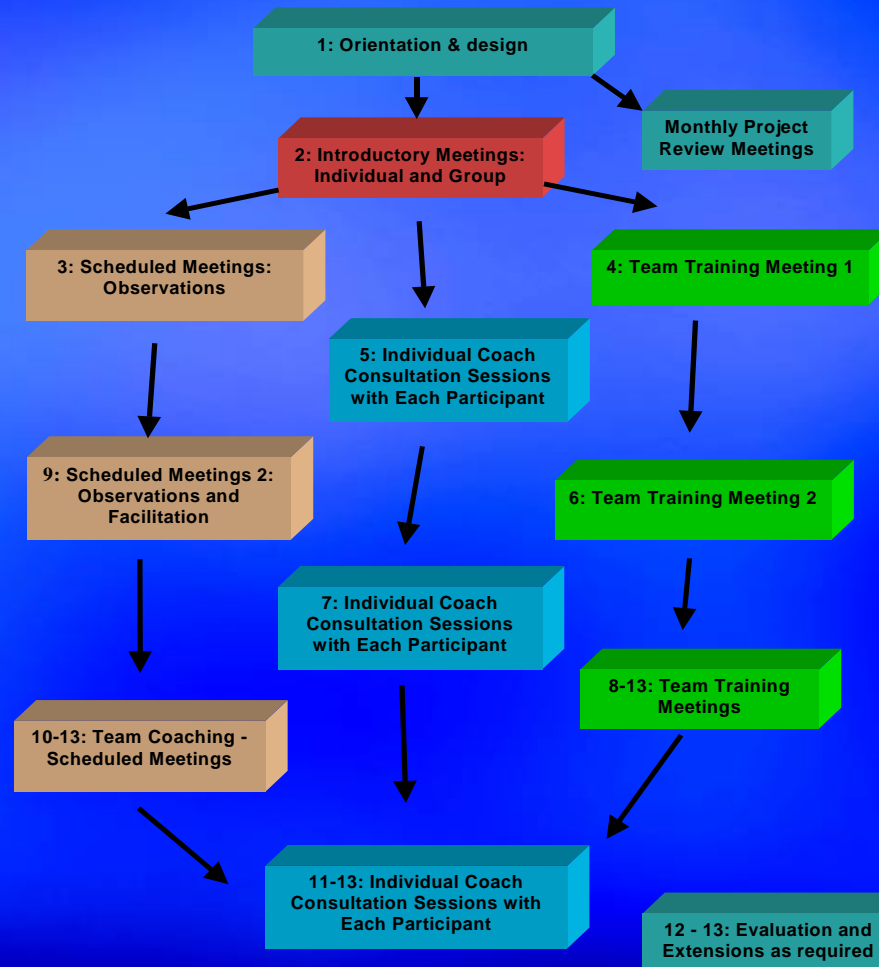 1: Orientation & design
Monthly Project
Review Meetings
2: Introductory Meetings:
Individual and Group
3: Scheduled Meetings:
Observations
4: Team Training Meeting 1
5: Individual Coach
Consultation Sessions
with Each Participant
9: Scheduled Meetings 2:
Observations and
Facilitation
6: Team Training Meeting 2
7: Individual Coach
Consultation Sessions
with Each Participant
8-13: Team Training
Meetings
10-13: Team Coaching -
Scheduled Meetings
11-13: Individual Coach
Consultation Sessions with
Each Participant
12 - 13: Evaluation and
Extensions as required